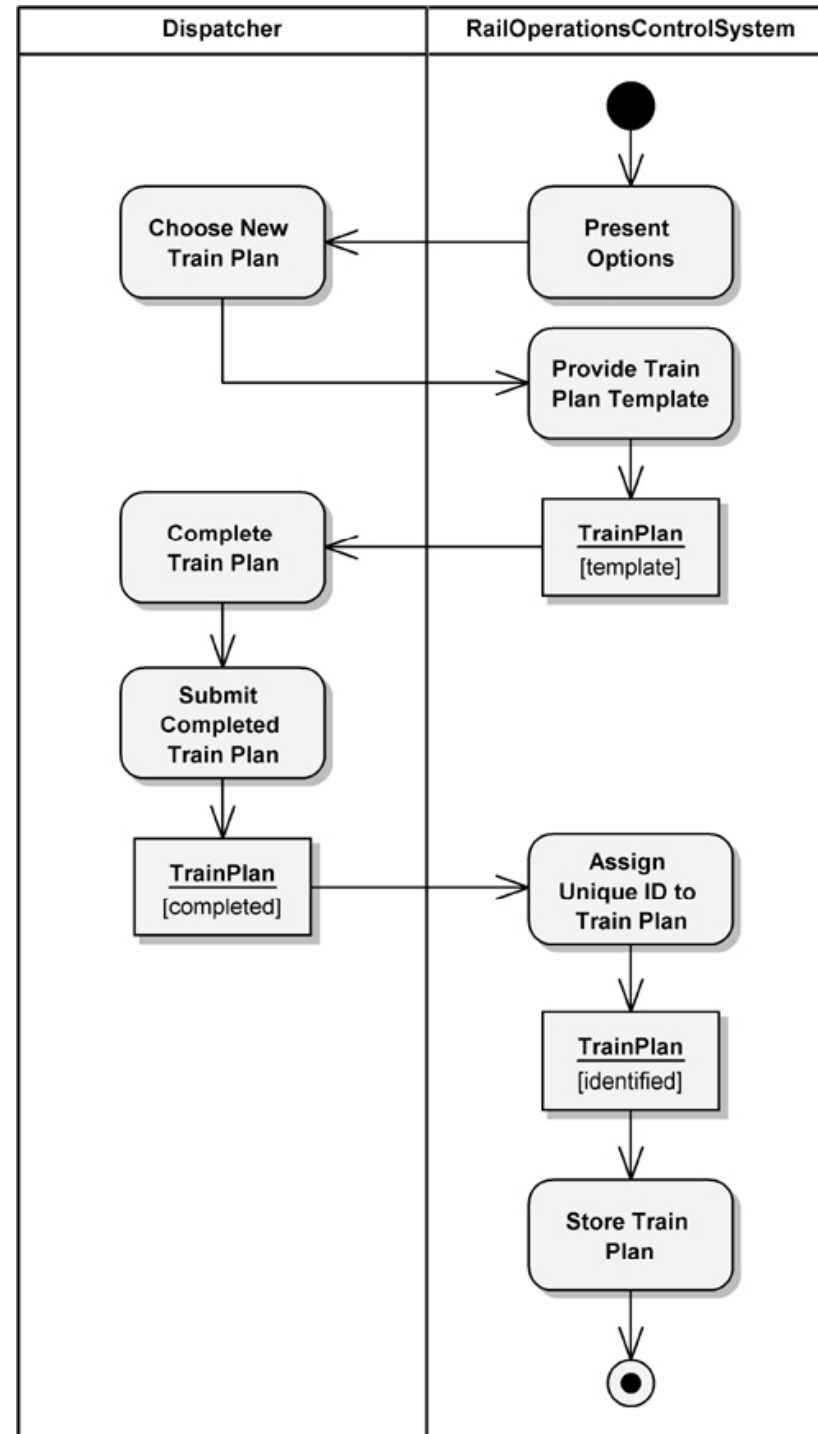 Dispatcher
RailOperationsControlSystem
Choose New
Train Plan
Present
Options
Provide Train
Plan Template
Complete
Train Plan
TrainPlan
[template]
Submit
Completed
Train Plan
TrainPlan
[completed]
Assign
Unique ID to
Train Plan
TrainPlan
[identified]
Store Train
Plan